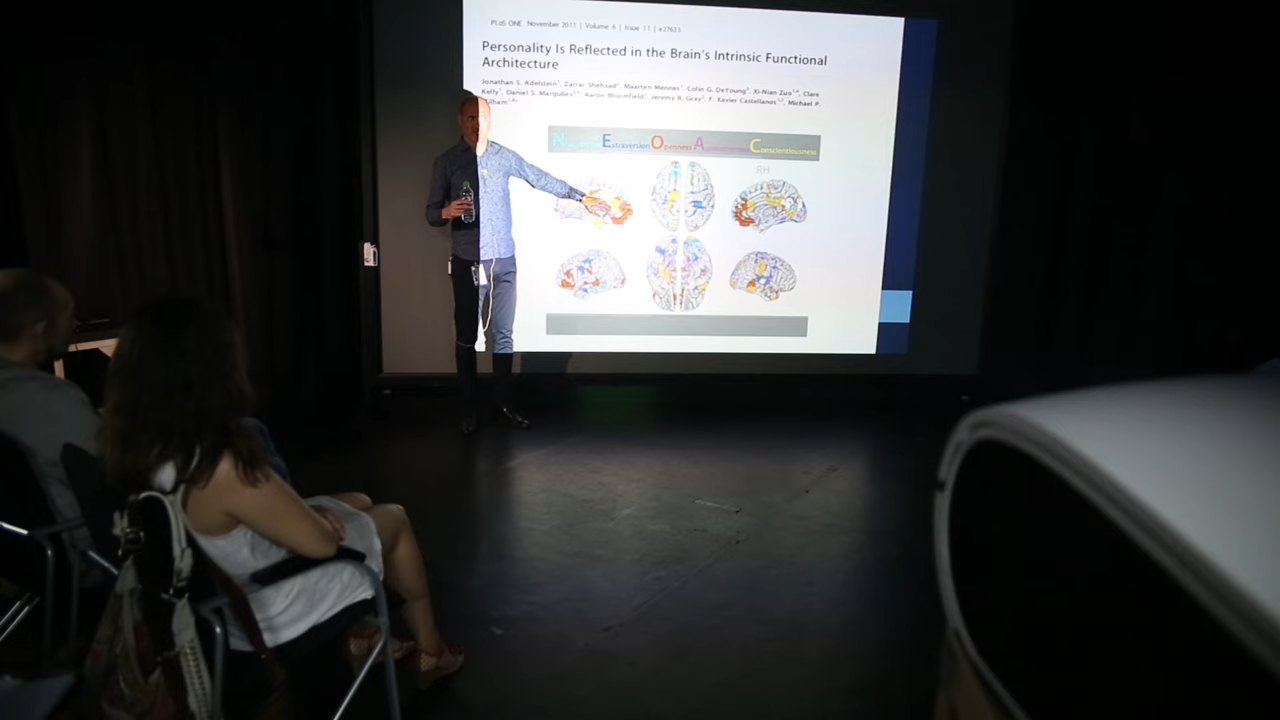 PLoS ONE November 2011 | Volume 6 | Issue 11 | e27633
Personality Is Reflected in the Brain's Intrinsic Functional
Architecture
Jonathan S. Adelstein, Zarrar Shehzad, Maarten Mennes, Colin G. DeYoung, Xi-Nian Zuo, Clare
Kelly, Daniel S. Margulies, Aaron Bloomfield, Jeremy R. Gray, F. Xavier Castellanos, Michael P.
Extraversion Openness Conscientiousness
RH